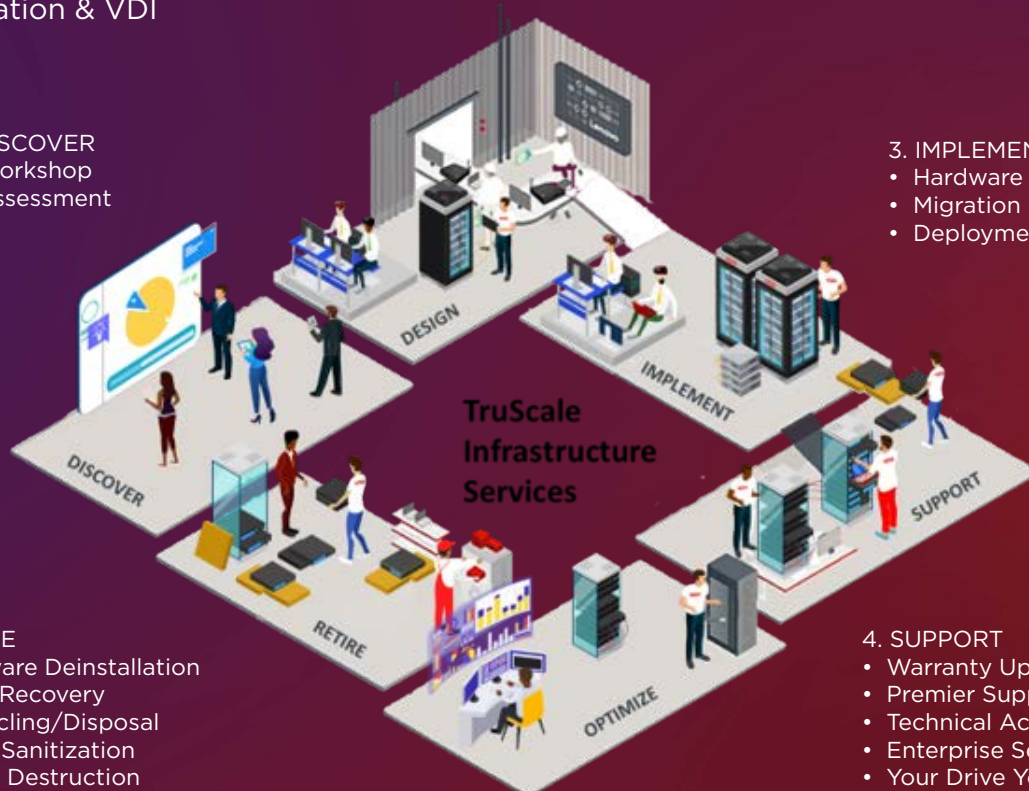 ation & VDI
SCOVER
orkshop
ssessment
3. IMPLEMEN
• Hardware
• Migration
• Deployme
Lenovo
DESIGN
IMPLEMENT
DISCOVER
TruScale
Infrastructure
Services
SUPPORT
RETIRE
OPTIMIZE
E
are Deinstallation
Recovery
cling/Disposal
Sanitization
Destruction
4. SUPPORT
• Warranty Up
• Premier Supp
• Technical Ac
• Enterprise So
• Your Drive Yo